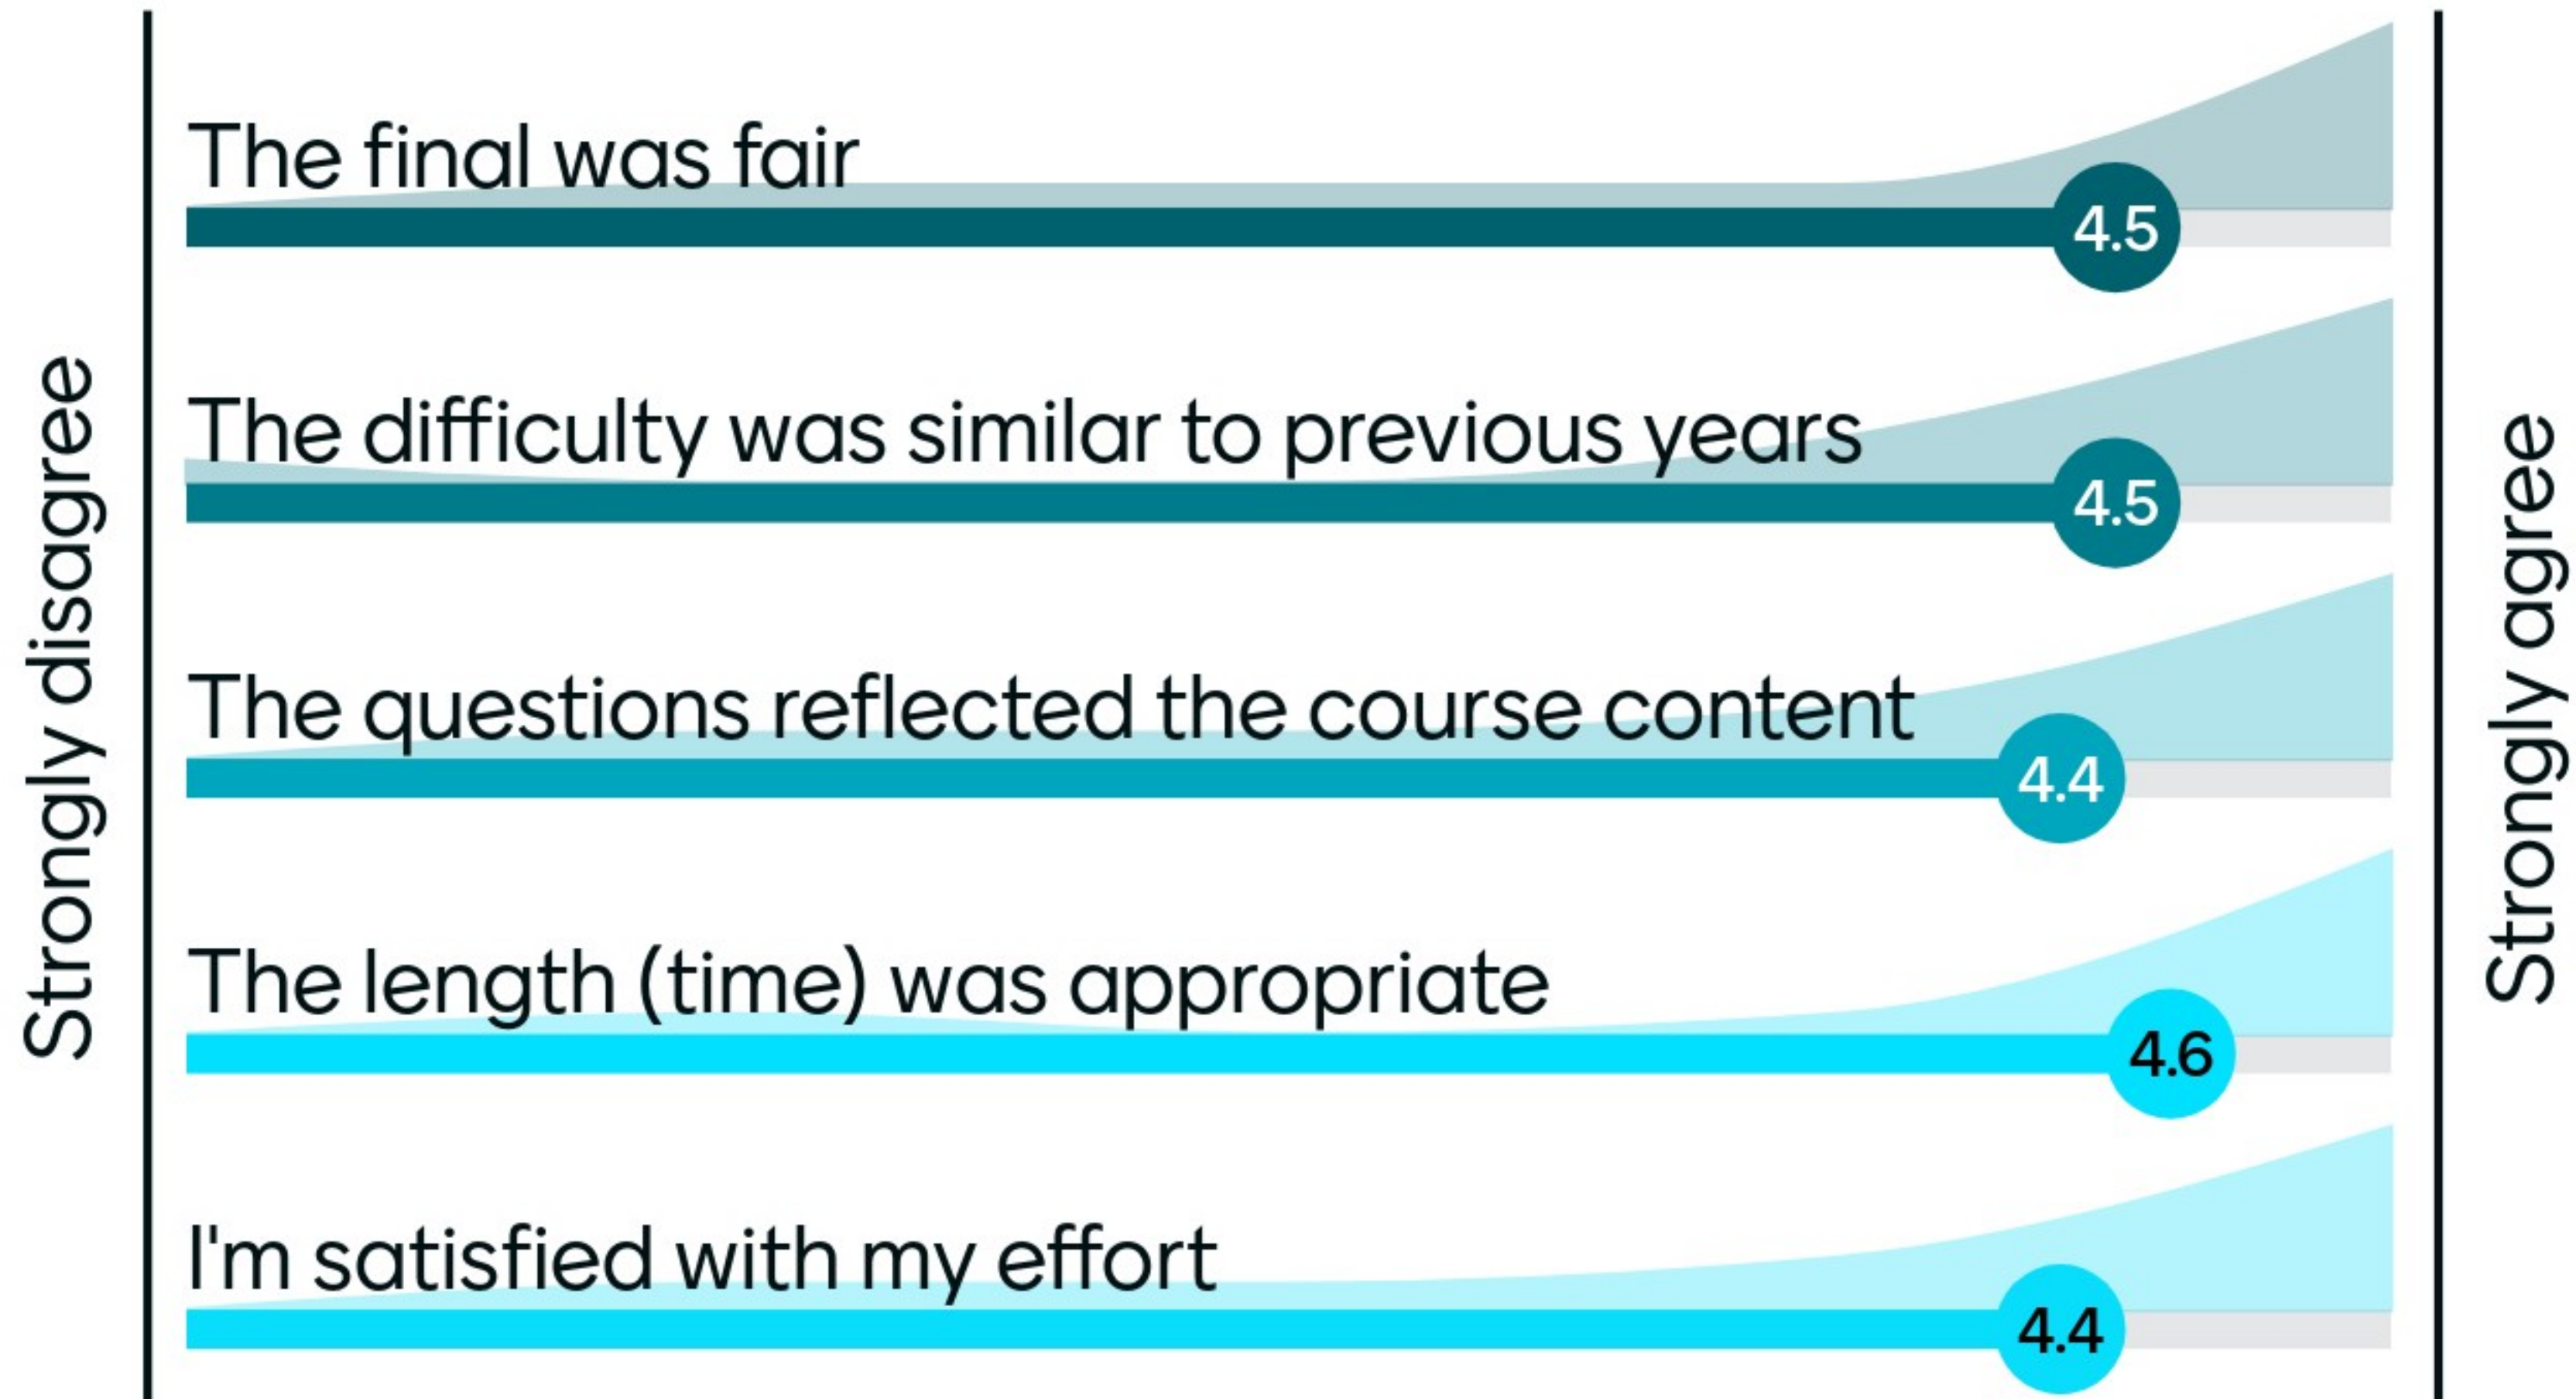 Strongly disagree
The final was fair
4.5
The difficulty was similar to previous years
4.5
The questions reflected the course content
4.4
The length (time) was appropriate
4.6
I'm satisfied with my effort
4.4
Strongly agree